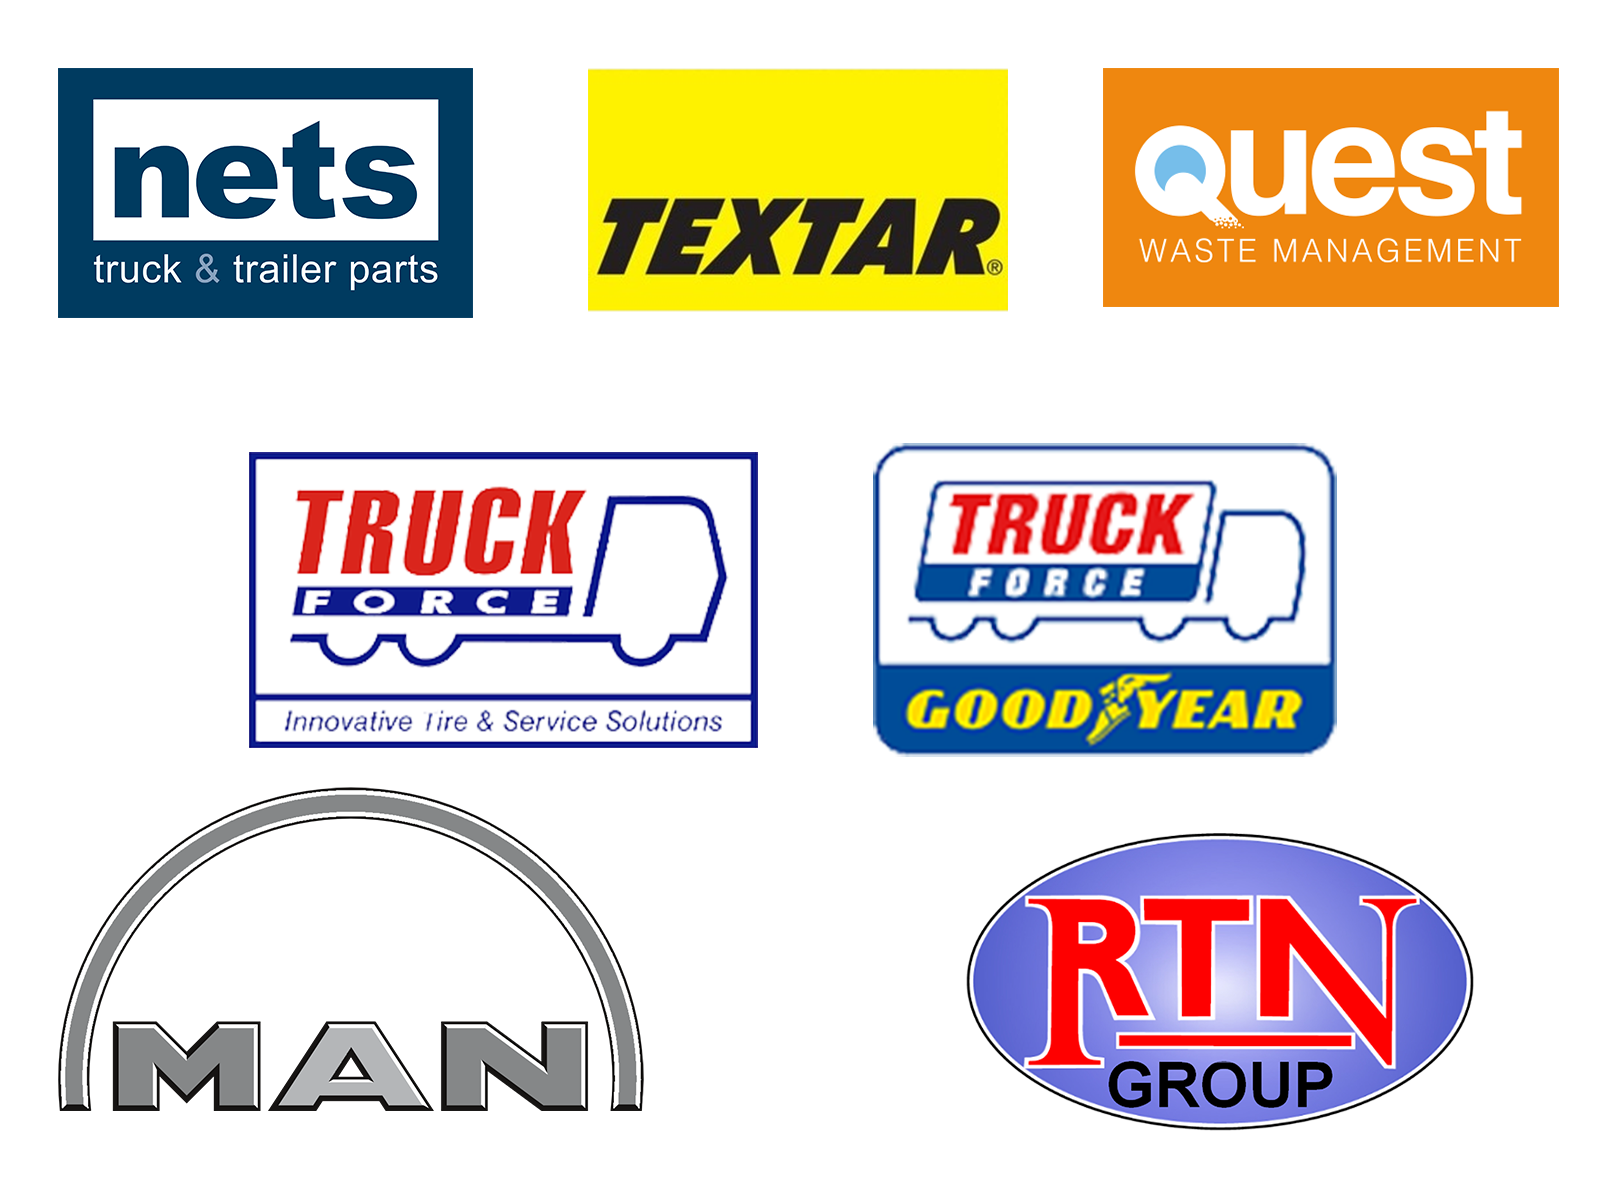 nets
truck & trailer parts
TEXTAR®
Quest
WASTE MANAGEMENT
TRUCK
FORCE
Innovative Tire & Service Solutions
TRUCK
FORCE
GOODYEAR
MAN
RTN
GROUP